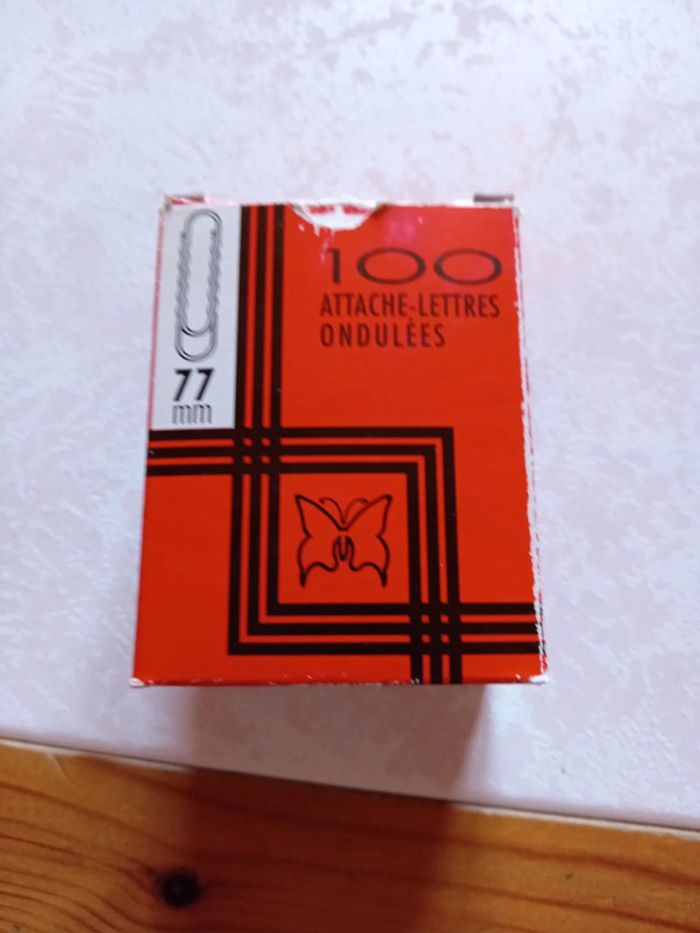 100
ATTACHE-LETTRES
ONDULÉES
77
mm